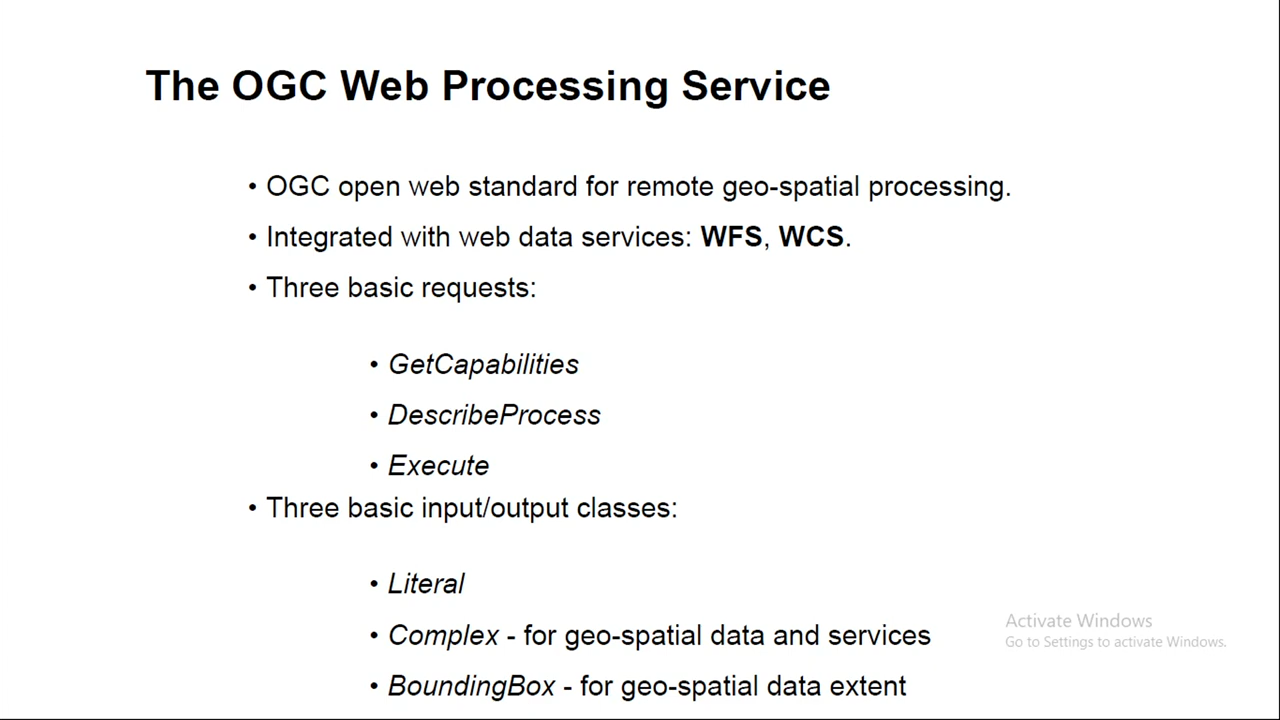 The OGC Web Processing Service
• OGC open web standard for remote geo-spatial processing.
• Integrated with web data services: WFS, WCS.
• Three basic requests:
• GetCapabilities
• DescribeProcess
• Execute
• Three basic input/output classes:
• Literal
• Complex - for geo-spatial data and services
• BoundingBox - for geo-spatial data extent
Activate Windows
Go to Settings to activate Windows.